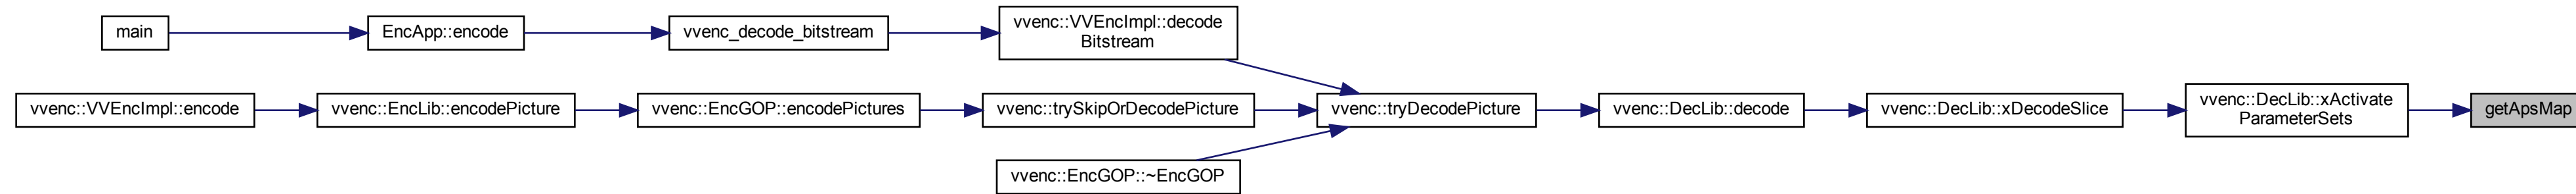 main
EncApp::encode
vvenc_decode_bitstream
vvenc::VVEncImpl::decode
Bitstream
vvenc::VVEncImpl::encode
vvenc::EncLib::encodePicture
vvenc::EncGOP::encodePictures
vvenc::trySkipOrDecodePicture
vvenc::tryDecodePicture
vvenc::DecLib::decode
vvenc::DecLib::xDecodeSlice
vvenc::DecLib::xActivate
ParameterSets
getApsMap
vvenc::EncGOP::~EncGOP